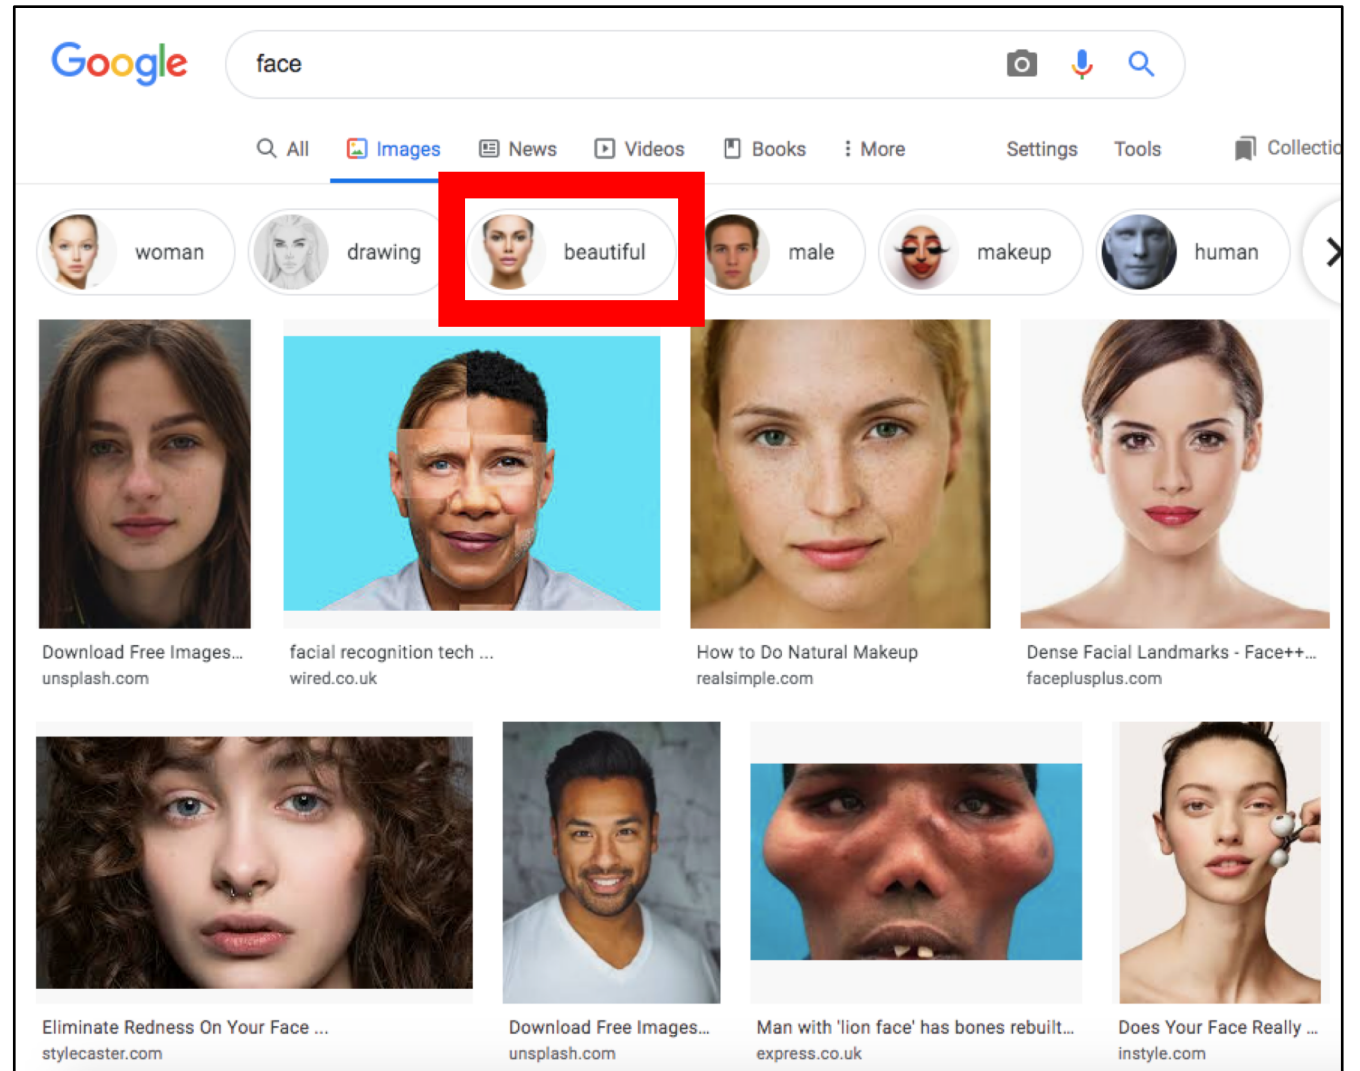 Google face
All Images News Videos Books More Settings Tools Collectio
woman drawing beautiful male makeup human
Download Free Images... facial recognition tech ... How to Do Natural Makeup Dense Facial Landmarks - Face++...
unsplash.com wired.co.uk realsimple.com faceplusplus.com
Eliminate Redness On Your Face ... Download Free Images... Man with 'lion face' has bones rebuilt... Does Your Face Really ...
stylecaster.com unsplash.com express.co.uk instyle.com